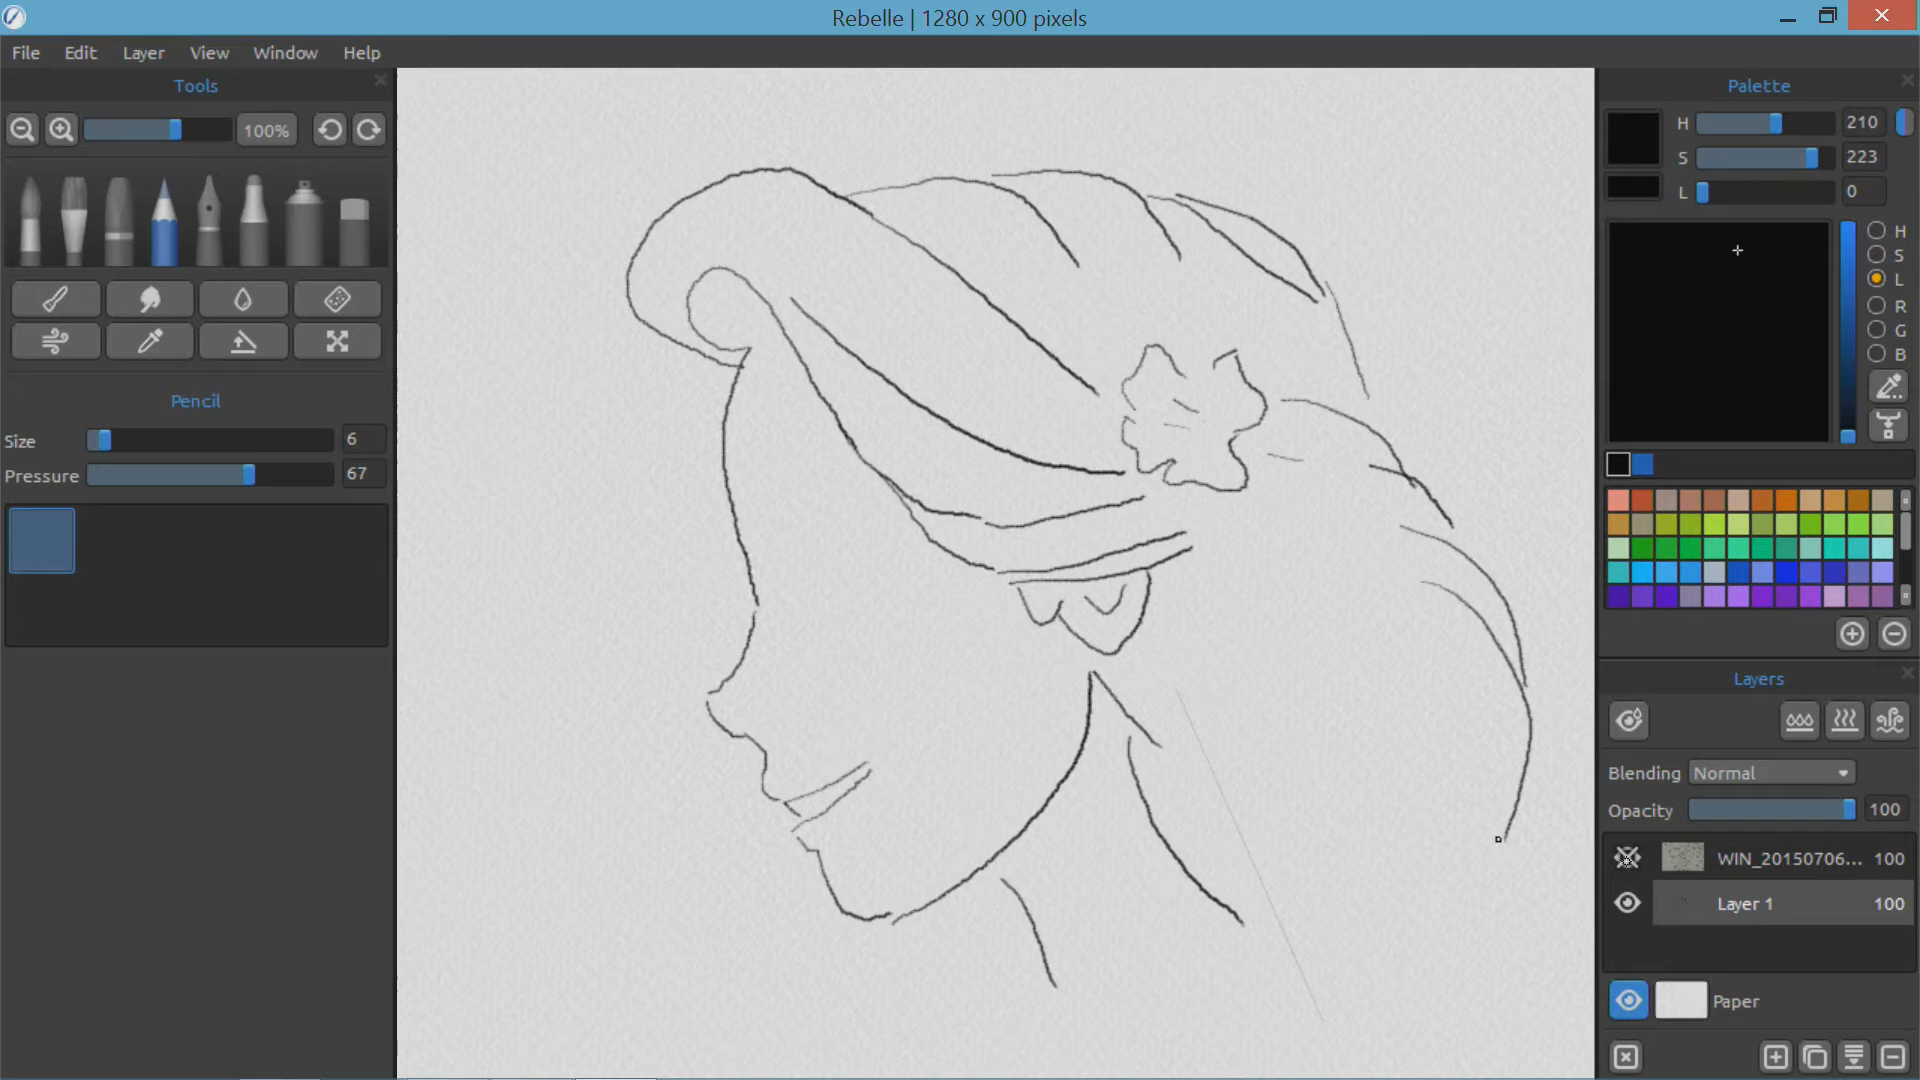 Rebelle | 1280 x 900 pixels
File Edit Layer View Window Help
Tools
100%
Pencil
Size 6
Pressure 67
Palette
H 210
S 223
L 0
H
S
L
R
G
B
Layers
Blending Normal
Opacity 100
WIN_20150706... 100
Layer 1 100
Paper